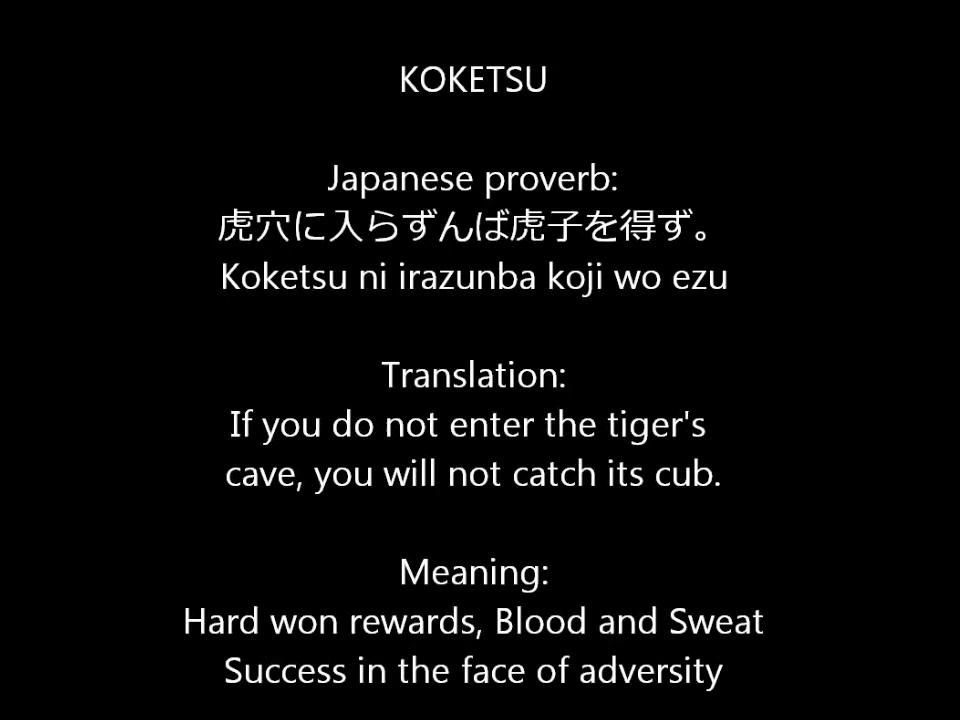 KOKETSU
Japanese proverb:
虎穴に入らずんば虎子を得ず。
Koketsu ni irazunba koji wo ezu
Translation:
If you do not enter the tiger's
cave, you will not catch its cub.
Meaning:
Hard won rewards, Blood and Sweat
Success in the face of adversity